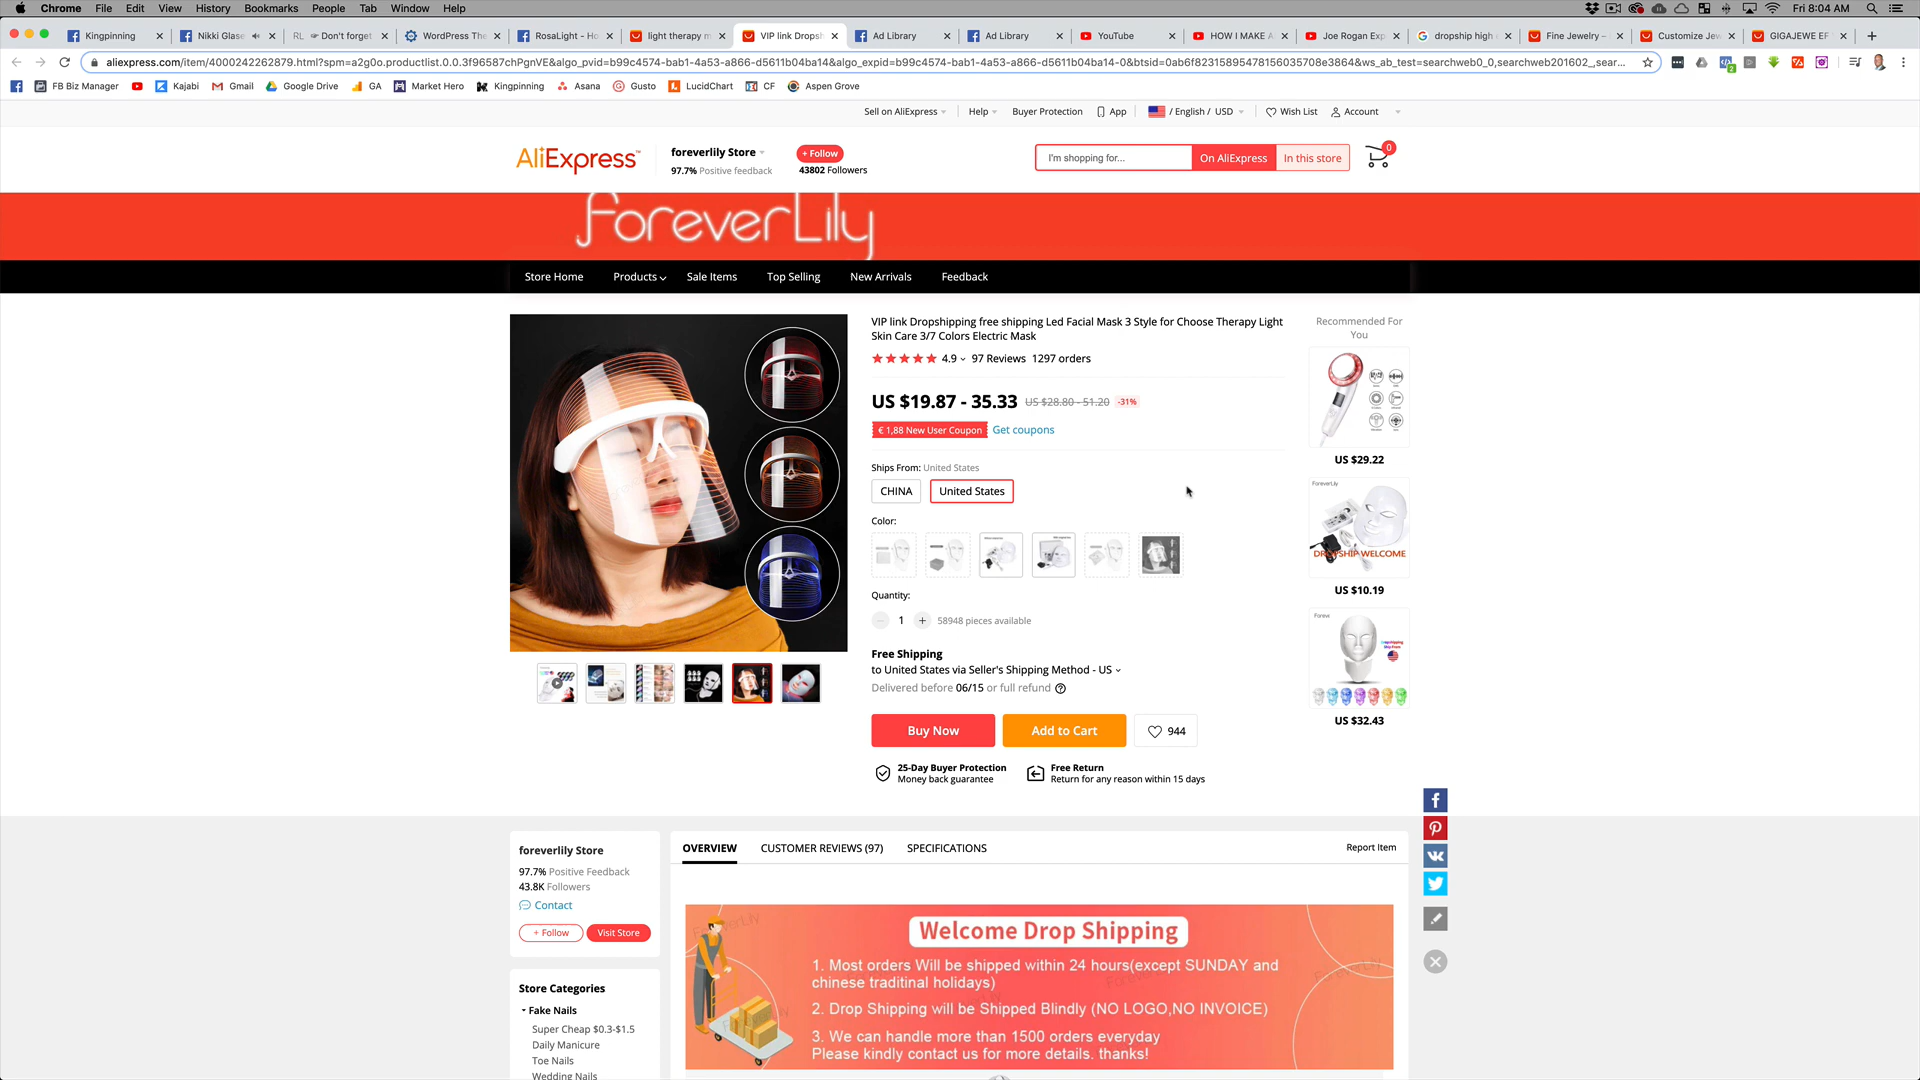 Chrome File Edit View History Bookmarks People Tab Window Help
Fri 8:04 AM
Kingpinning
Nikki Glase
RL
Don't forget
WordPress The
RosaLight - Ho
light therapy m
VIP link Dropsh
Ad Library
Ad Library
YouTube
HOW I MAKE A
Joe Rogan Exp
dropship high
Fine Jewelry –
Customize Jew
GIGAJEWE EF
aliexpress.com/item/4000242262879.html?spm=a2g0o.productlist.0.0.3f96587chPgnVE&algo_pvid=b99c4574-bab1-4a53-a866-d5611b04ba14&algo_expid=b99c4574-bab1-4a53-a866-d5611b04ba14-0&btsid=0ab6f82315895478156035708e3864&ws_ab_test=searchweb0_0,searchweb201602_,sear...
FB Biz Manager
Kajabi
Gmail
Google Drive
GA
Market Hero
Kingpinning
Asana
Gusto
LucidChart
CF
Aspen Grove
Sell on AliExpress
Help
Buyer Protection
App
/ English / USD
Wish List
Account
AliExpress™
foreverlily Store
97.7% Positive feedback
+ Follow
43802 Followers
I'm shopping for...
On AliExpress
In this store
0
ForeverLily
Store Home
Products
Sale Items
Top Selling
New Arrivals
Feedback
VIP link Dropshipping free shipping Led Facial Mask 3 Style for Choose Therapy Light
Skin Care 3/7 Colors Electric Mask
4.9 97 Reviews 1297 orders
US $19.87 - 35.33 US $28.80 - 51.20 -31%
€ 1,88 New User Coupon Get coupons
Ships From: United States
CHINA
United States
Color:
Quantity:
1
58948 pieces available
Free Shipping
to United States via Seller's Shipping Method - US
Delivered before 06/15 or full refund
Buy Now
Add to Cart
944
25-Day Buyer Protection
Money back guarantee
Free Return
Return for any reason within 15 days
Recommended For
You
US $29.22
ForeverLily
DROPSHIP WELCOME
US $10.19
US $32.43
foreverlily Store
97.7% Positive Feedback
43.8K Followers
Contact
+ Follow
Visit Store
Store Categories
Fake Nails
Super Cheap $0.3-$1.5
Daily Manicure
Toe Nails
Wedding Nails
OVERVIEW
CUSTOMER REVIEWS (97)
SPECIFICATIONS
Report Item
Welcome Drop Shipping
1. Most orders Will be shipped within 24 hours(except SUNDAY and
chinese traditinal holidays)
2. Drop Shipping will be Shipped Blindly (NO LOGO,NO INVOICE)
3. We can handle more than 1500 orders everyday
Please kindly contact us for more details. thanks!